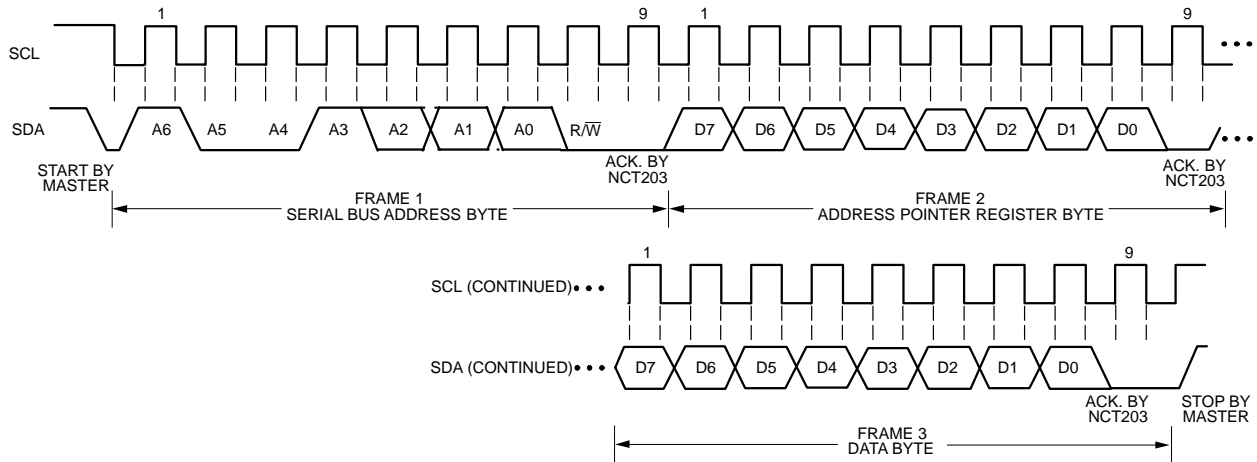 1 9 1 9
SCL
SDA A6 A5 A4 A3 A2 A1 A0 R/W̅ D7 D6 D5 D4 D3 D2 D1 D0
START BY
MASTER
ACK. BY
NCT203
ACK. BY
NCT203
FRAME 1
SERIAL BUS ADDRESS BYTE
FRAME 2
ADDRESS POINTER REGISTER BYTE
1 9
SCL (CONTINUED)
SDA (CONTINUED) D7 D6 D5 D4 D3 D2 D1 D0
ACK. BY
NCT203
STOP BY
MASTER
FRAME 3
DATA BYTE